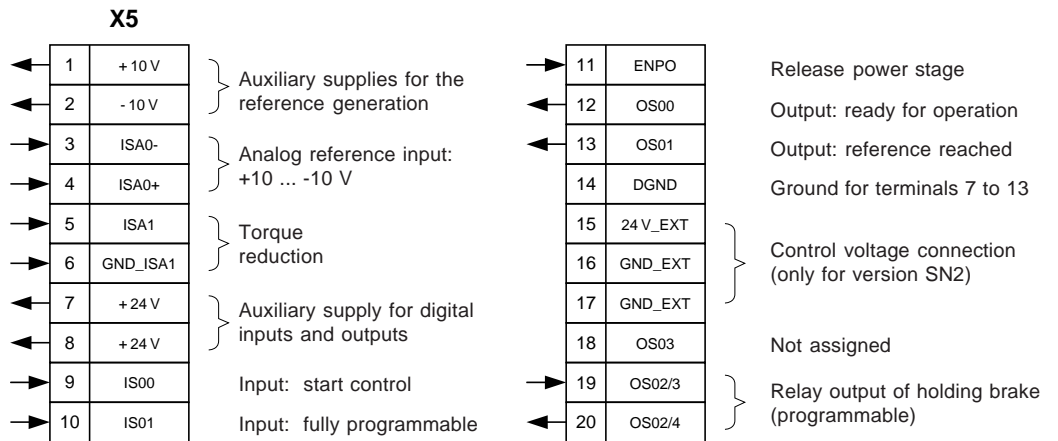 X5
1 +10 V
2 -10 V
Auxiliary supplies for the
reference generation
3 ISA0-
4 ISA0+
Analog reference input:
+10 ... -10 V
5 ISA1
6 GND_ISA1
Torque
reduction
7 +24 V
8 +24 V
Auxiliary supply for digital
inputs and outputs
9 IS00 Input: start control
10 IS01 Input: fully programmable
11 ENPO Release power stage
12 OS00 Output: ready for operation
13 OS01 Output: reference reached
14 DGND Ground for terminals 7 to 13
15 24 V_EXT
16 GND_EXT
17 GND_EXT
Control voltage connection
(only for version SN2)
18 OS03 Not assigned
19 OS02/3
20 OS02/4
Relay output of holding brake
(programmable)